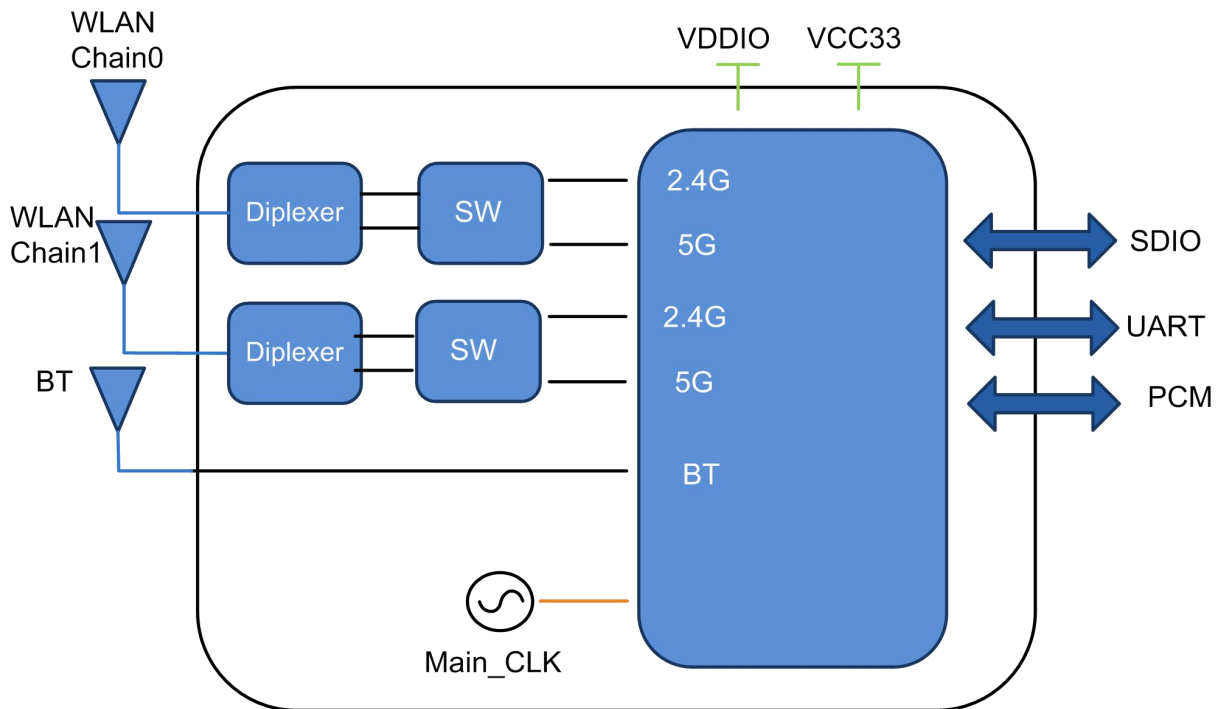 WLAN
Chain0
VDDIO
VCC33
Diplexer
SW
2.4G
5G
WLAN
Chain1
Diplexer
SW
2.4G
5G
BT
BT
SDIO
UART
PCM
Main_CLK